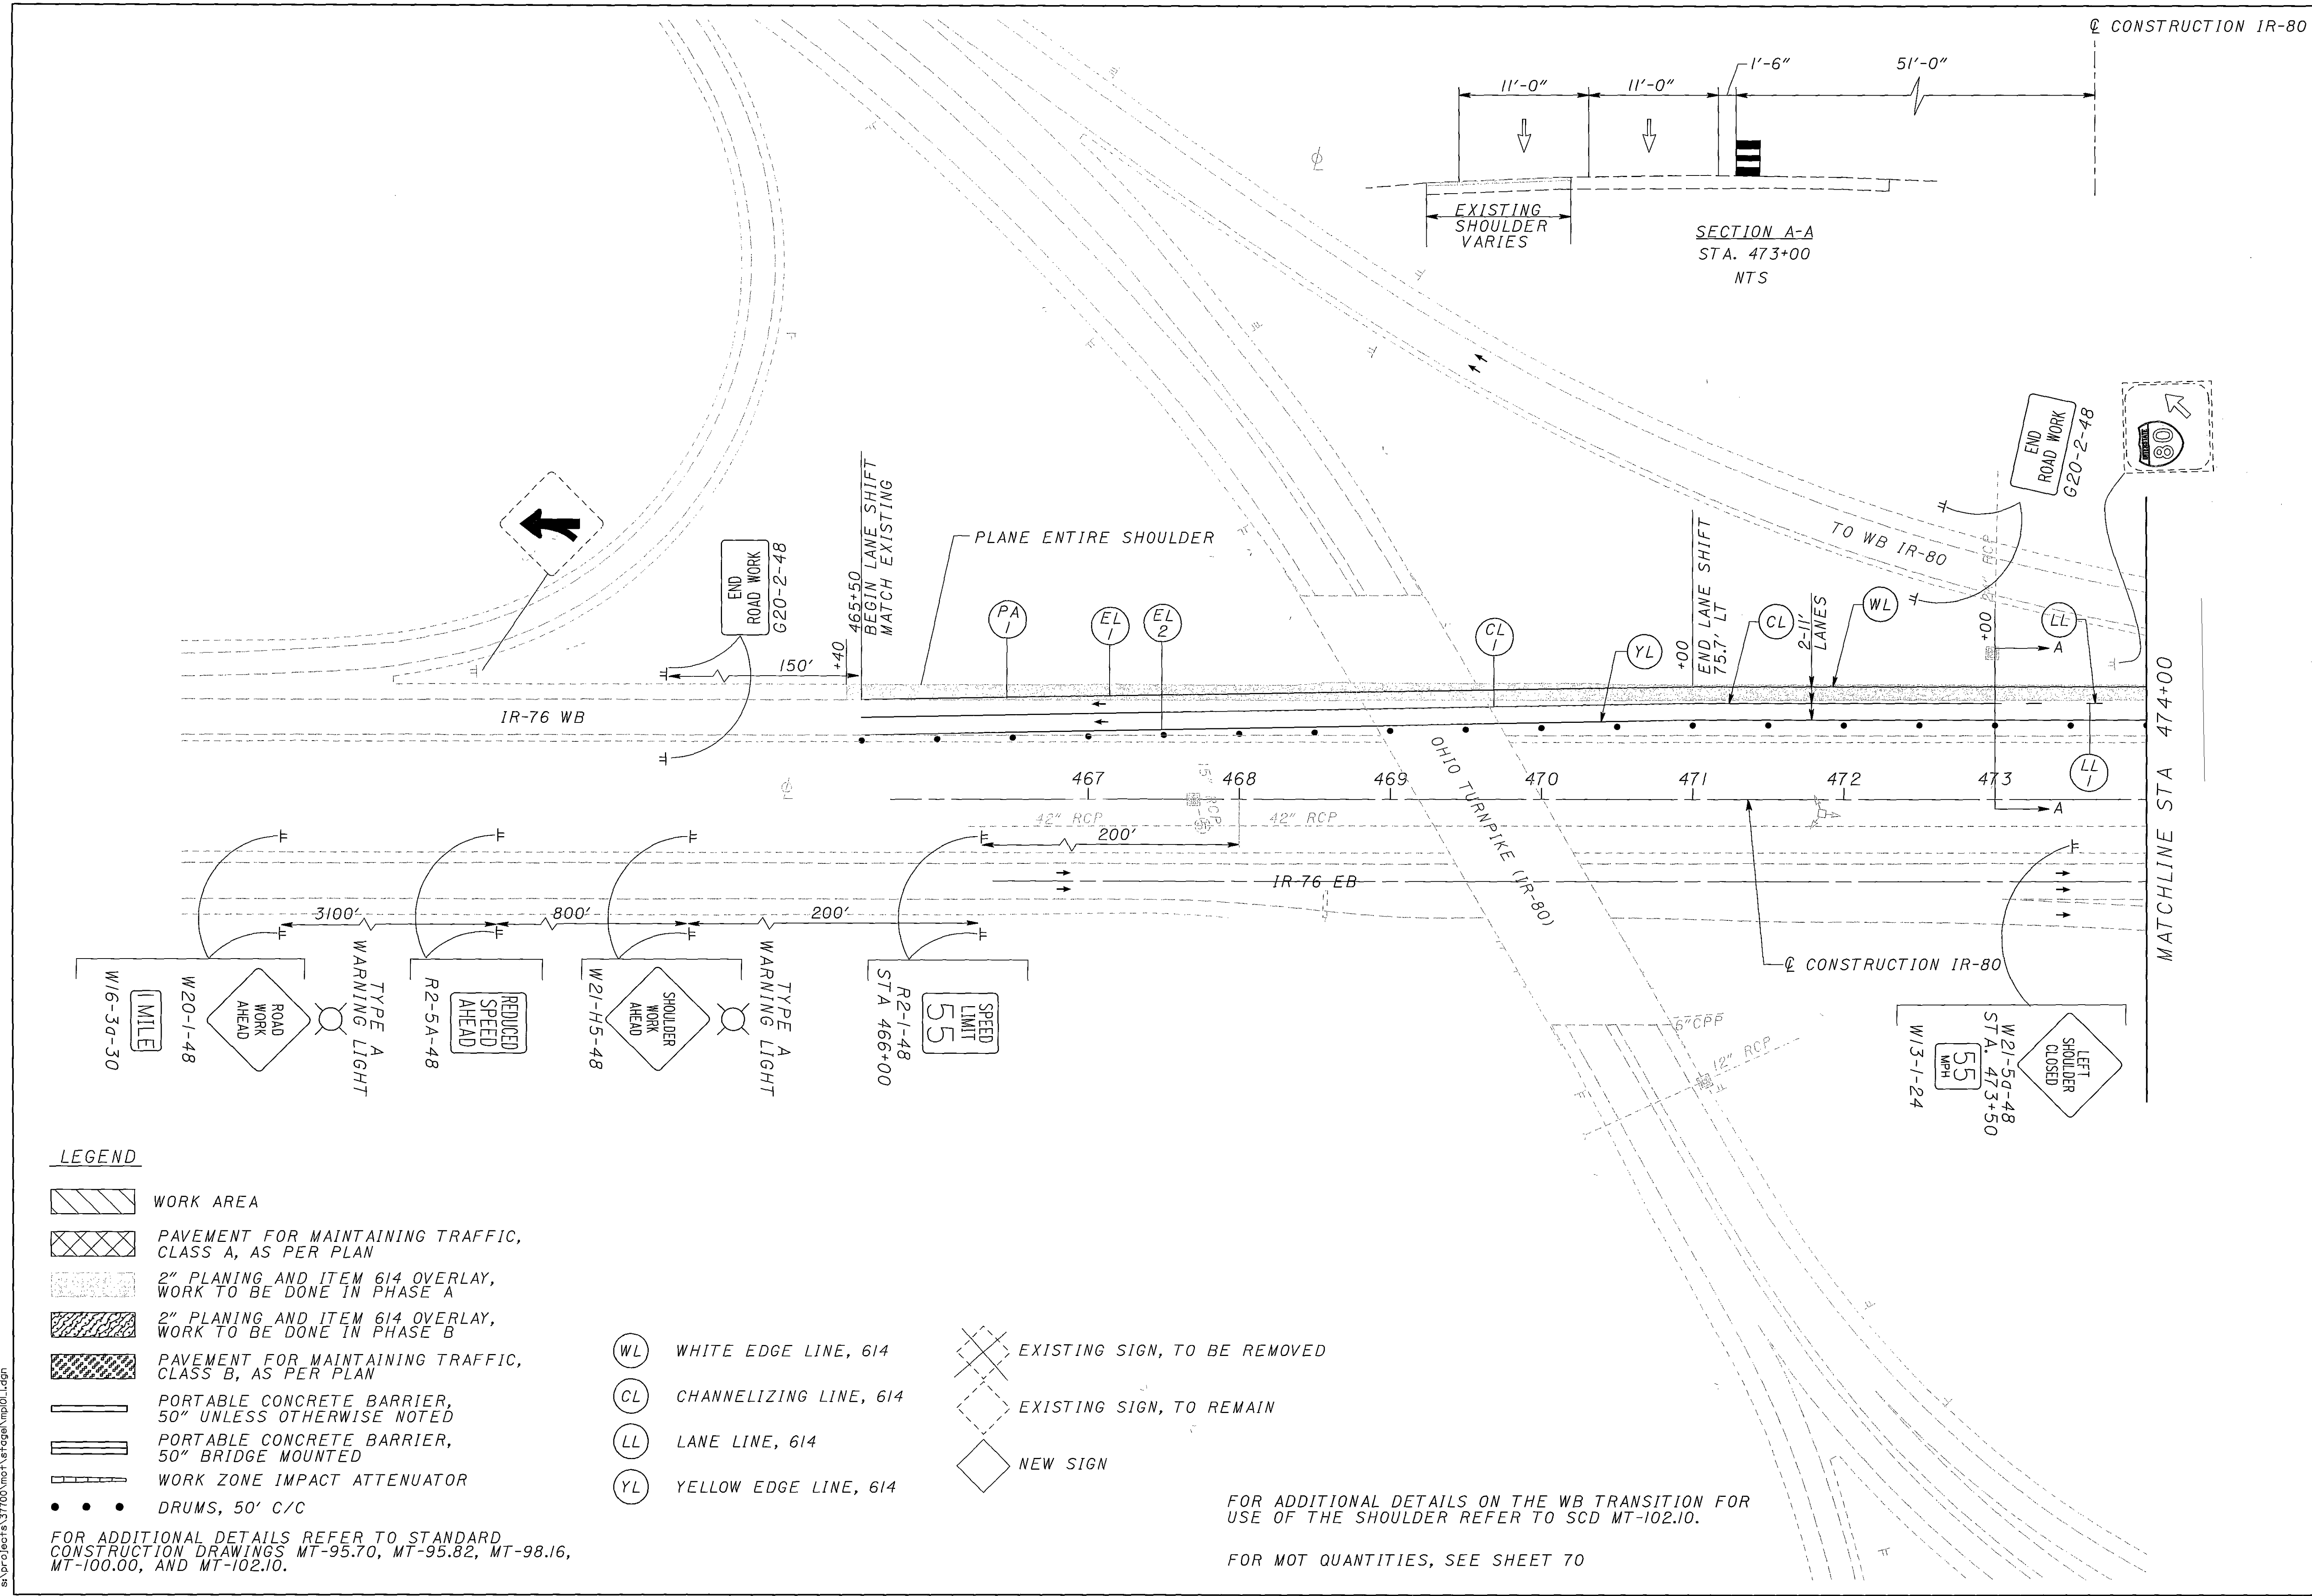 ℄ CONSTRUCTION IR-80
1'-6"
51'-0"
11'-0"
11'-0"
EXISTING
SHOULDER
VARIES
SECTION A-A
STA. 473+00
NTS
℄
INTERSTATE
80
END
ROAD WORK
G20-2-48
TO WB IR-80
END
ROAD WORK
G20-2-48
+40
465+50
BEGIN LANE SHIFT
MATCH EXISTING
PLANE ENTIRE SHOULDER
PA
1
EL
1
EL
2
CL
1
YL
+00
END LANE SHIFT
75.7' LT
CL
2-11'
LANES
WL
+00
RCP
LL
A
150'
IR-76 WB
LL
1
MATCHLINE STA 474+00
OHIO TURNPIKE (IR-80)
467
468
469
470
471
472
473
A
℄
15" RCP
42" RCP
42" RCP
200'
IR-76 EB
3100'
800'
200'
℄ CONSTRUCTION IR-80
W16-3a-30
1 MILE
W20-1-48
ROAD
WORK
AHEAD
TYPE A
WARNING LIGHT
R2-5A-48
REDUCED
SPEED
AHEAD
W21-H5-48
SHOULDER
WORK
AHEAD
TYPE A
WARNING LIGHT
R2-1-48
STA 466+00
SPEED
LIMIT
55
W13-1-24
55
MPH
W21-5a-48
STA. 473+50
LEFT
SHOULDER
CLOSED
6" CPP
12" RCP
LEGEND
WORK AREA
PAVEMENT FOR MAINTAINING TRAFFIC,
CLASS A, AS PER PLAN
2" PLANING AND ITEM 614 OVERLAY,
WORK TO BE DONE IN PHASE A
2" PLANING AND ITEM 614 OVERLAY,
WORK TO BE DONE IN PHASE B
PAVEMENT FOR MAINTAINING TRAFFIC,
CLASS B, AS PER PLAN
PORTABLE CONCRETE BARRIER,
50" UNLESS OTHERWISE NOTED
PORTABLE CONCRETE BARRIER,
50" BRIDGE MOUNTED
WORK ZONE IMPACT ATTENUATOR
DRUMS, 50' C/C
FOR ADDITIONAL DETAILS REFER TO STANDARD
CONSTRUCTION DRAWINGS MT-95.70, MT-95.82, MT-98.16,
MT-100.00, AND MT-102.10.
WL WHITE EDGE LINE, 614
CL CHANNELIZING LINE, 614
LL LANE LINE, 614
YL YELLOW EDGE LINE, 614
EXISTING SIGN, TO BE REMOVED
EXISTING SIGN, TO REMAIN
NEW SIGN
FOR ADDITIONAL DETAILS ON THE WB TRANSITION FOR
USE OF THE SHOULDER REFER TO SCD MT-102.10.
FOR MOT QUANTITIES, SEE SHEET 70